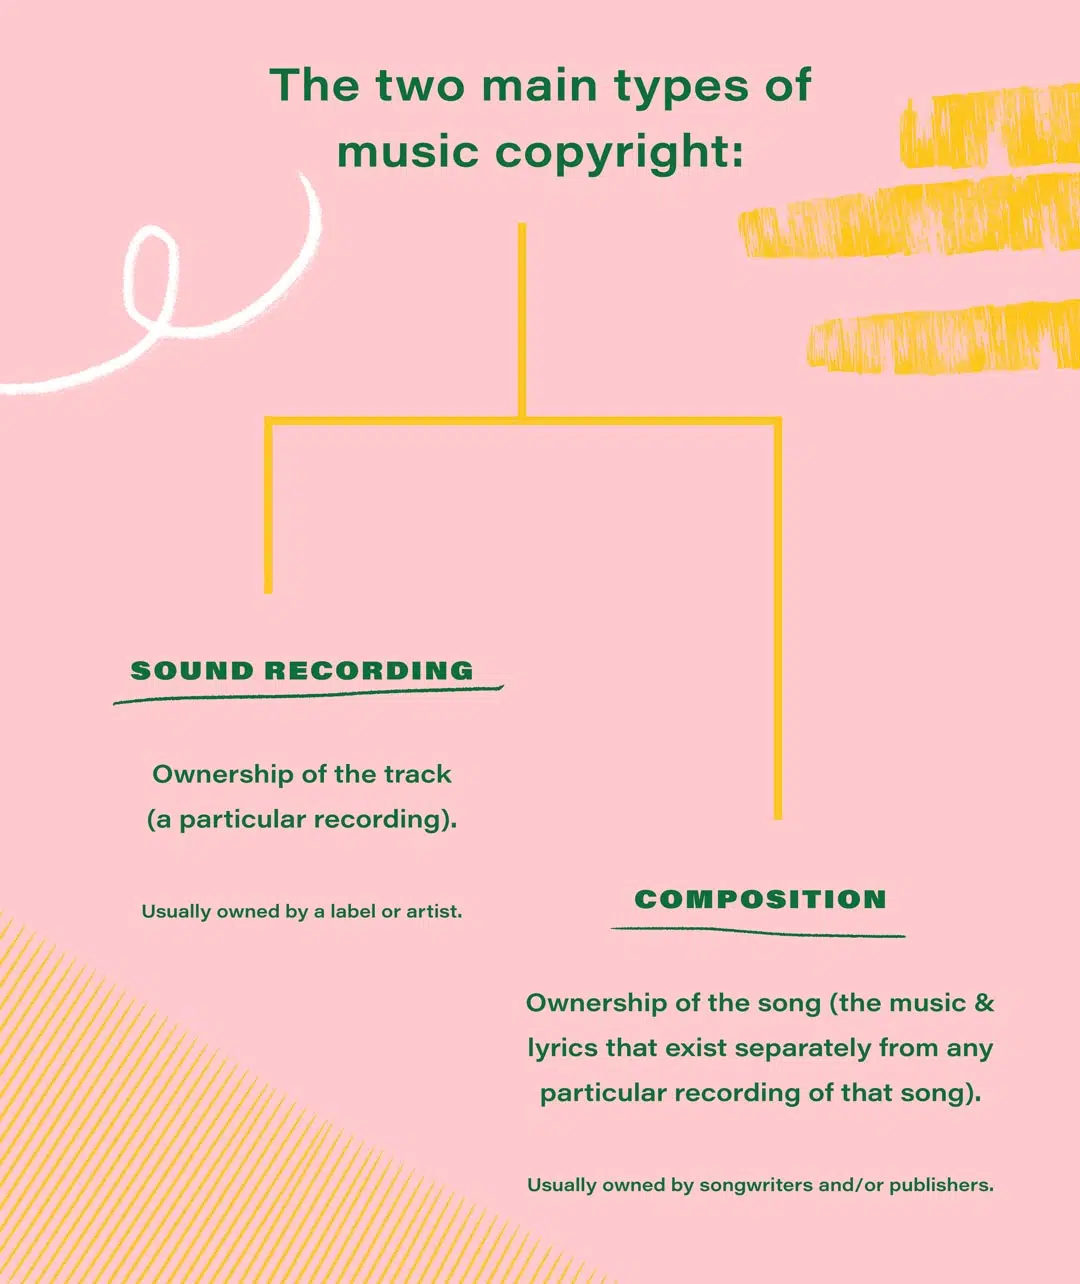 The two main types of
music copyright:
SOUND RECORDING
Ownership of the track
(a particular recording).
Usually owned by a label or artist.
COMPOSITION
Ownership of the song (the music &
lyrics that exist separately from any
particular recording of that song).
Usually owned by songwriters and/or publishers.